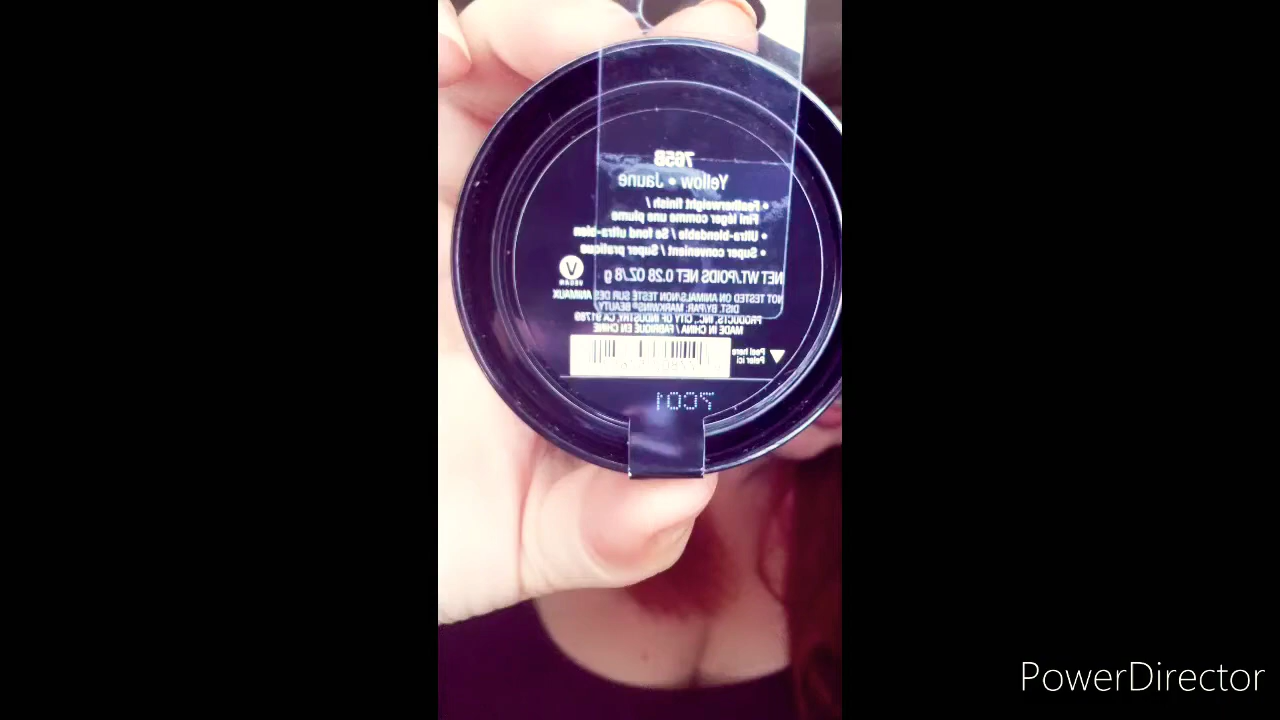 765B
Yellow • Jaune
• Featherweight finish /
Fini léger comme une plume
• Ultra-blendable / Se fond ultra-bien
• Super convenient / Super pratique
NET WT./POIDS NET 0.28 OZ./8 g
VEGAN
NOT TESTED ON ANIMALS/NON TESTÉ SUR DES ANIMAUX
DIST. BY/PAR: MARKWINS® BEAUTY
PRODUCTS, INC., CITY OF INDUSTRY, CA, 91789
MADE IN CHINA / FABRIQUÉ EN CHINE
Peel here
Peler ici
7C01
PowerDirector